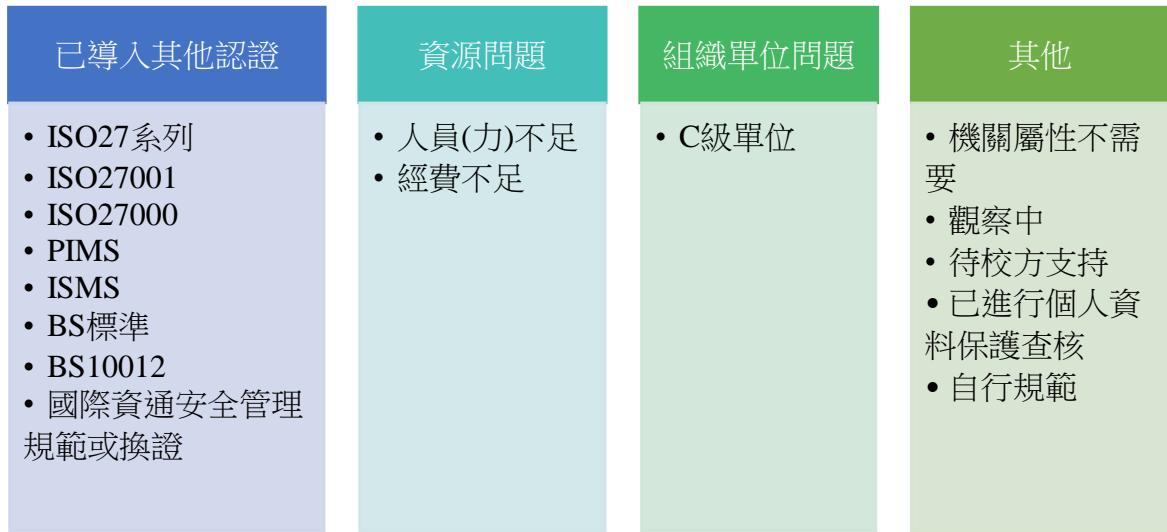 已導入其他認證
• ISO27系列
• ISO27001
• ISO27000
• PIMS
• ISMS
• BS標準
• BS10012
• 國際資通安全管理
規範或換證
資源問題
• 人員(力)不足
• 經費不足
組織單位問題
• C級單位
其他
• 機關屬性不需
要
• 觀察中
• 待校方支持
• 已進行個人資
料保護查核
• 自行規範